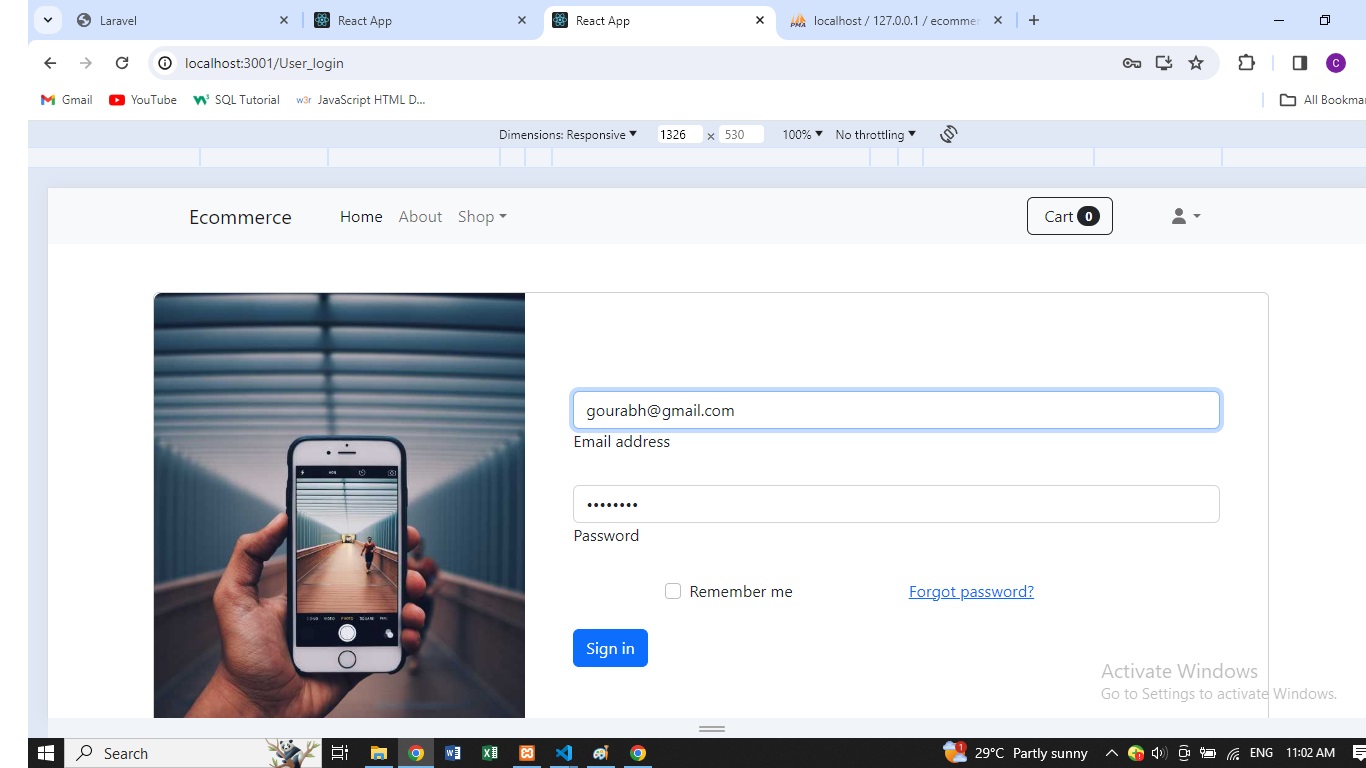 Laravel
React App
React App
localhost / 127.0.0.1 / ecomme
localhost:3001/User_login
C
Gmail
YouTube
SQL Tutorial
w3r JavaScript HTML D...
All Bookma
Dimensions: Responsive 1326 × 530 100% No throttling
Ecommerce Home About Shop Cart 0
gourabh@gmail.com
Email address
••••••••
Password
Remember me Forgot password?
Sign in
Activate Windows
Go to Settings to activate Windows.
Search 1 29°C Partly sunny ENG 11:02 AM